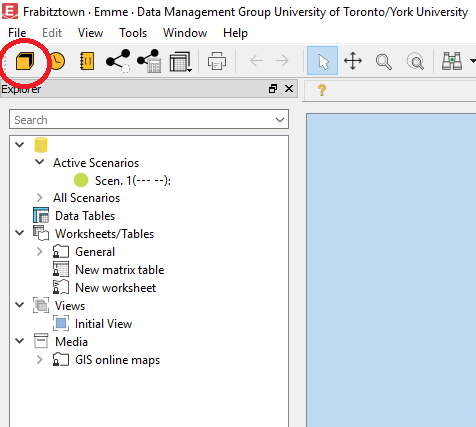 Frabitztown - Emme - Data Management Group University of Toronto/York University
File Edit View Tools Window Help
Explorer
Search
Active Scenarios
Scen. 1(--- --):
All Scenarios
Data Tables
Worksheets/Tables
General
New matrix table
New worksheet
Views
Initial View
Media
GIS online maps